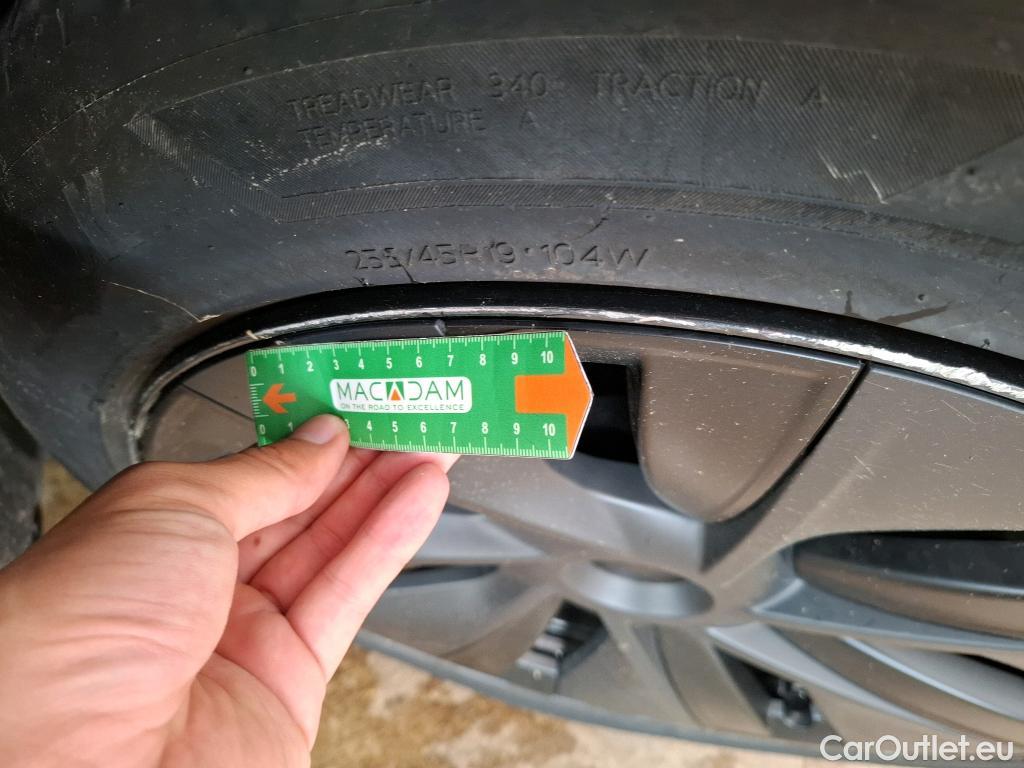 TREADWEAR 340 TRACTION A
TEMPERATURE A
255/45R19 104W
0 1 2 3 4 5 6 7 8 9 10
MACADAM
ON THE ROAD TO EXCELLENCE
0 1 3 4 5 6 7 8 9 10
CarOutlet.eu